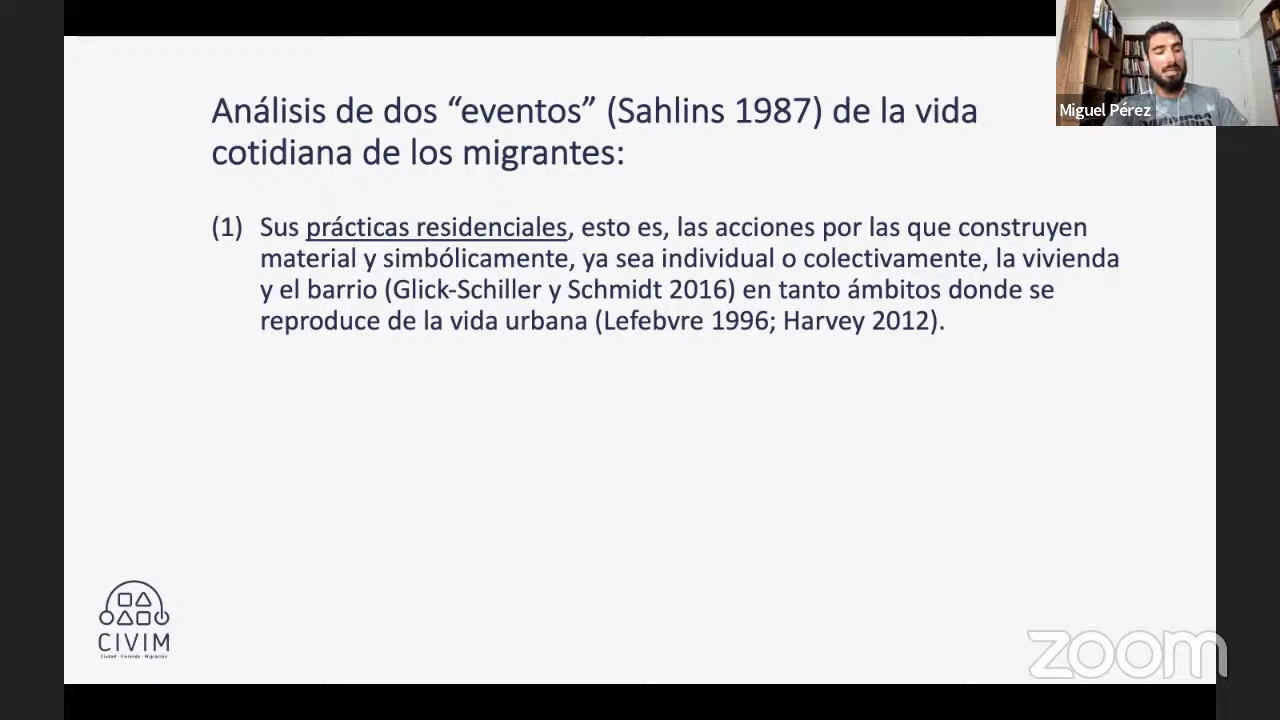 Miguel Pérez
Análisis de dos “eventos” (Sahlins 1987) de la vida
cotidiana de los migrantes:
(1) Sus prácticas residenciales, esto es, las acciones por las que construyen
material y simbólicamente, ya sea individual o colectivamente, la vivienda
y el barrio (Glick-Schiller y Schmidt 2016) en tanto ámbitos donde se
reproduce de la vida urbana (Lefebvre 1996; Harvey 2012).
CIVIM
Ciudad · Vivienda · Migración
zoom